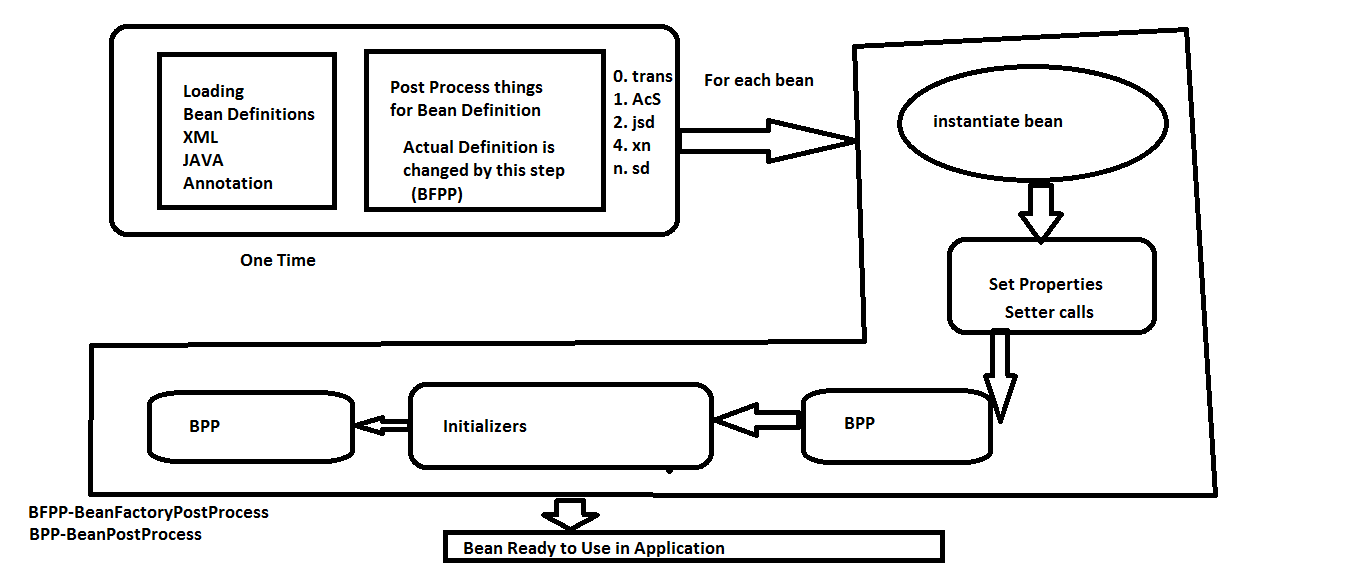 Loading
Bean Definitions
XML
JAVA
Annotation
Post Process things
for Bean Definition
Actual Definition is
changed by this step
(BFPP)
0. trans
1. AcS
2. jsd
4. xn
n. sd
One Time
For each bean
instantiate bean
Set Properties
Setter calls
BPP
Initializers
BPP
BFPP-BeanFactoryPostProcess
BPP-BeanPostProcess
Bean Ready to Use in Application